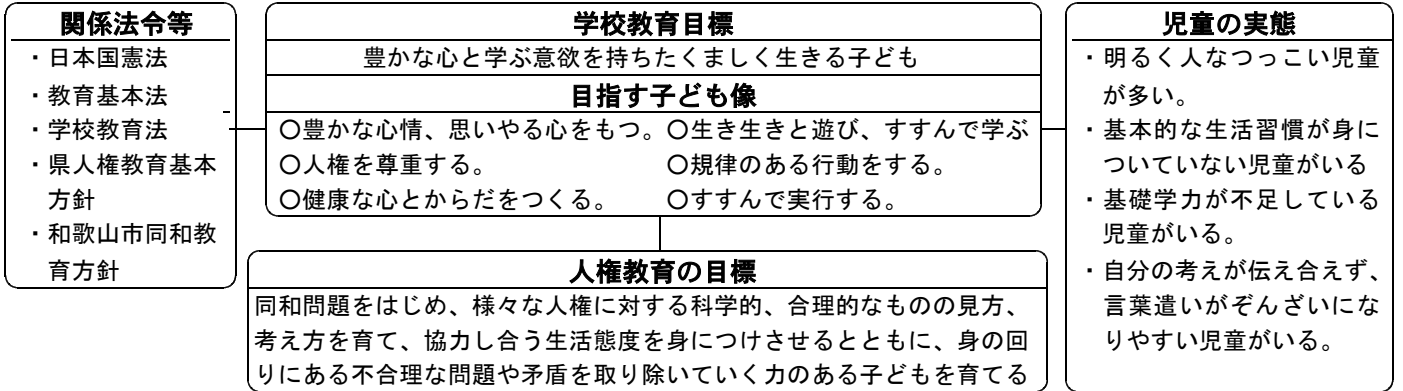 関係法令等
・日本国憲法
・教育基本法
・学校教育法
・県人権教育基本
方針
・和歌山市同和教
育方針
学校教育目標
豊かな心と学ぶ意欲を持ちたくましく生きる子ども
目指す子ども像
〇豊かな心情、思いやる心をもつ。〇生き生きと遊び、すすんで学ぶ
〇人権を尊重する。 〇規律のある行動をする。
〇健康な心とからだをつくる。 〇すすんで実行する。
児童の実態
・明るく人なつっこい児童
が多い。
・基本的な生活習慣が身に
ついていない児童がいる
・基礎学力が不足している
児童がいる。
・自分の考えが伝え合えず、
言葉遣いがぞんざいにな
りやすい児童がいる。
人権教育の目標
同和問題をはじめ、様々な人権に対する科学的、合理的なものの見方、
考え方を育て、協力し合う生活態度を身につけさせるとともに、身の回
りにある不合理な問題や矛盾を取り除いていく力のある子どもを育てる